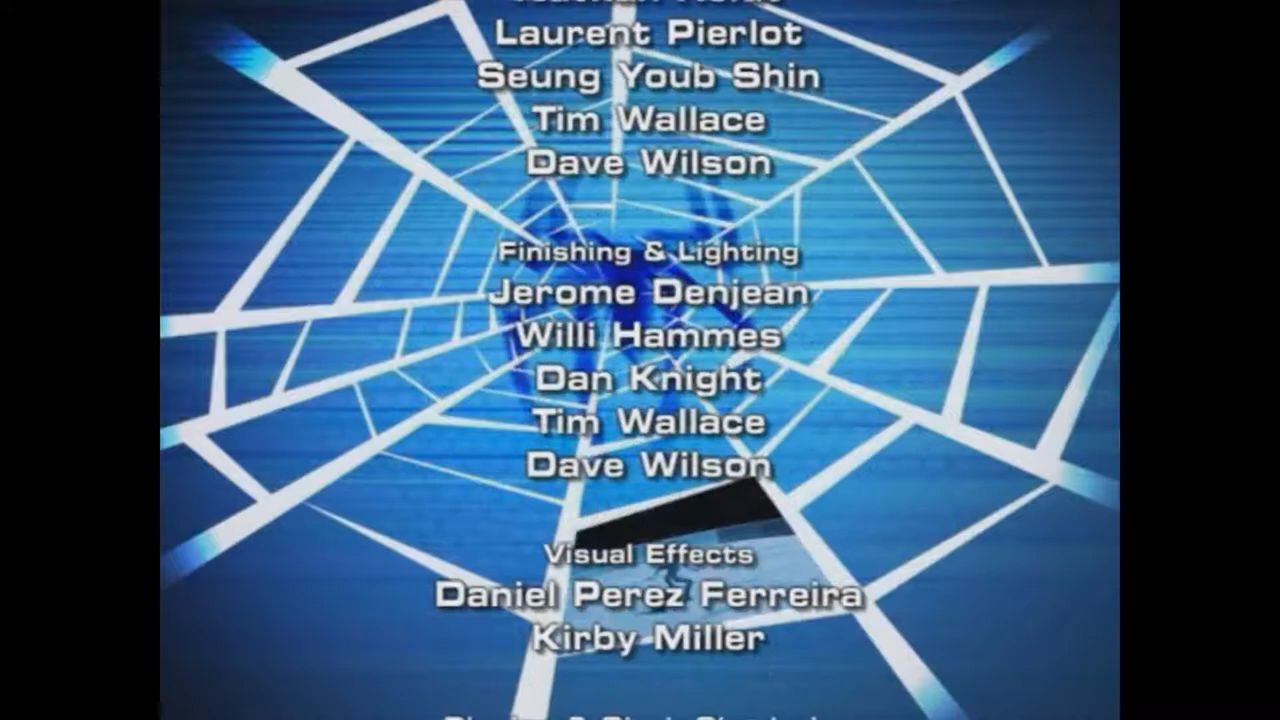 Laurent Pierlot
Seung Youb Shin
Tim Wallace
Dave Wilson
Finishing & Lighting
Jerome Denjean
Willi Hammes
Dan Knight
Tim Wallace
Dave Wilson
Visual Effects
Daniel Perez Ferreira
Kirby Miller